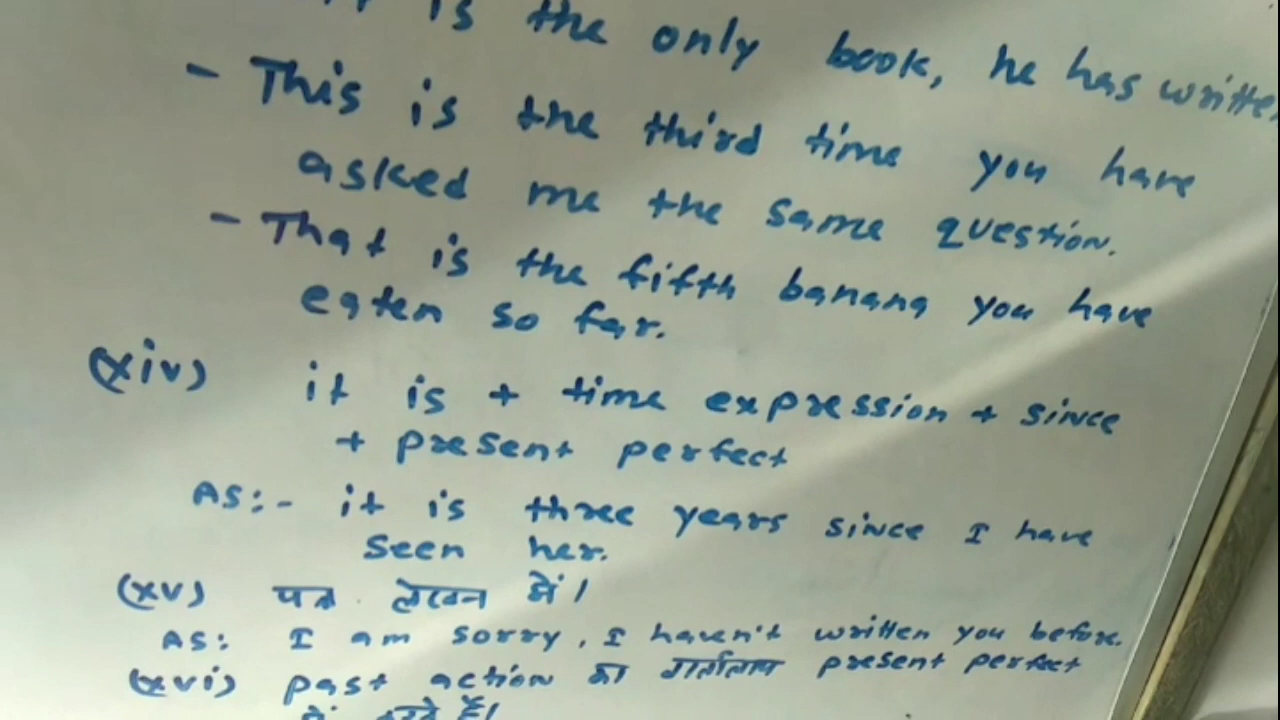 It is the only book, he has written
- This is the third time you have
asked me the same question.
- That is the fifth banana you have
eaten so far.
(xiv) it is + time expression + since
+ present perfect
AS:- it is three years since I have
seen her.
(xv) पत्र लेखन में।
AS: I am sorry, I haven't written you before.
(xvi) past action का वार्तालाप present perfect
में करते हैं।